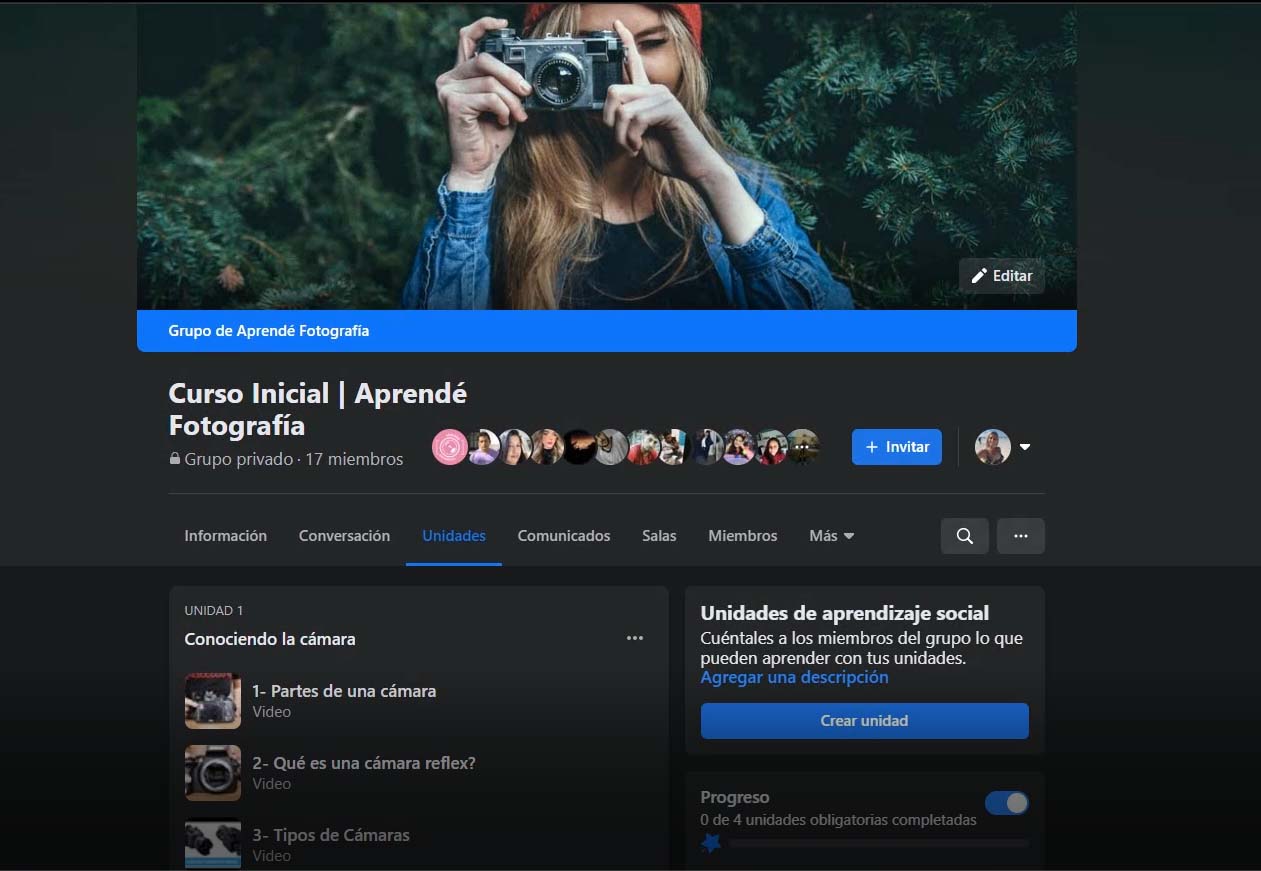 Editar
Grupo de Aprendé Fotografía
Curso Inicial | Aprendé
Fotografía
Grupo privado · 17 miembros
+ Invitar
Información
Conversación
Unidades
Comunicados
Salas
Miembros
Más
UNIDAD 1
Conociendo la cámara
1- Partes de una cámara
Video
2- Qué es una cámara reflex?
Video
3- Tipos de Cámaras
Video
Unidades de aprendizaje social
Cuéntales a los miembros del grupo lo que
pueden aprender con tus unidades.
Agregar una descripción
Crear unidad
Progreso
0 de 4 unidades obligatorias completadas